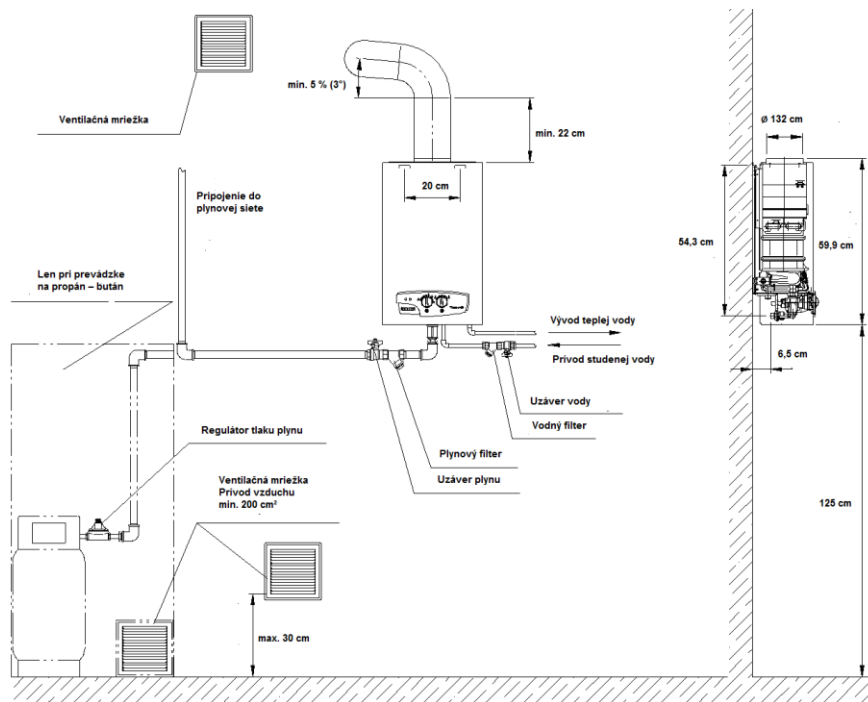 min. 5 % (3°)
Ventilačná mriežka
min. 22 cm
Ø 132 cm
20 cm
Pripojenie do
plynovej siete
54,3 cm
59,9 cm
Len pri prevádzke
na propán – bután
Vývod teplej vody
Prívod studenej vody
6,5 cm
Uzáver vody
Regulátor tlaku plynu
Vodný filter
Plynový filter
Ventilačná mriežka
Prívod vzduchu
min. 200 cm²
Uzáver plynu
125 cm
max. 30 cm